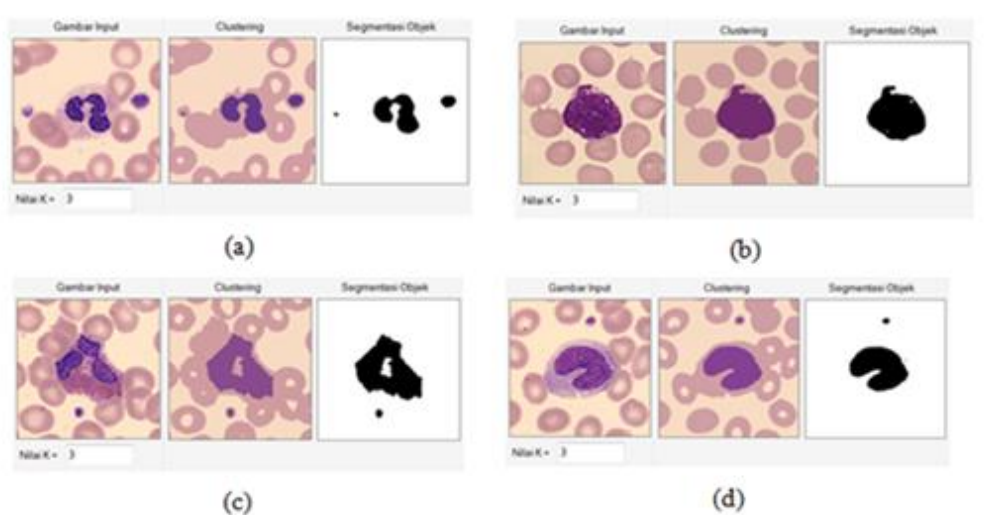 Gambar Input Clustering Segmentasi Objek
Nilai K = 3
(a)
Gambar Input Clustering Segmentasi Objek
Nilai K = 3
(b)
Gambar Input Clustering Segmentasi Objek
Nilai K = 3
(c)
Gambar Input Clustering Segmentasi Objek
Nilai K = 3
(d)